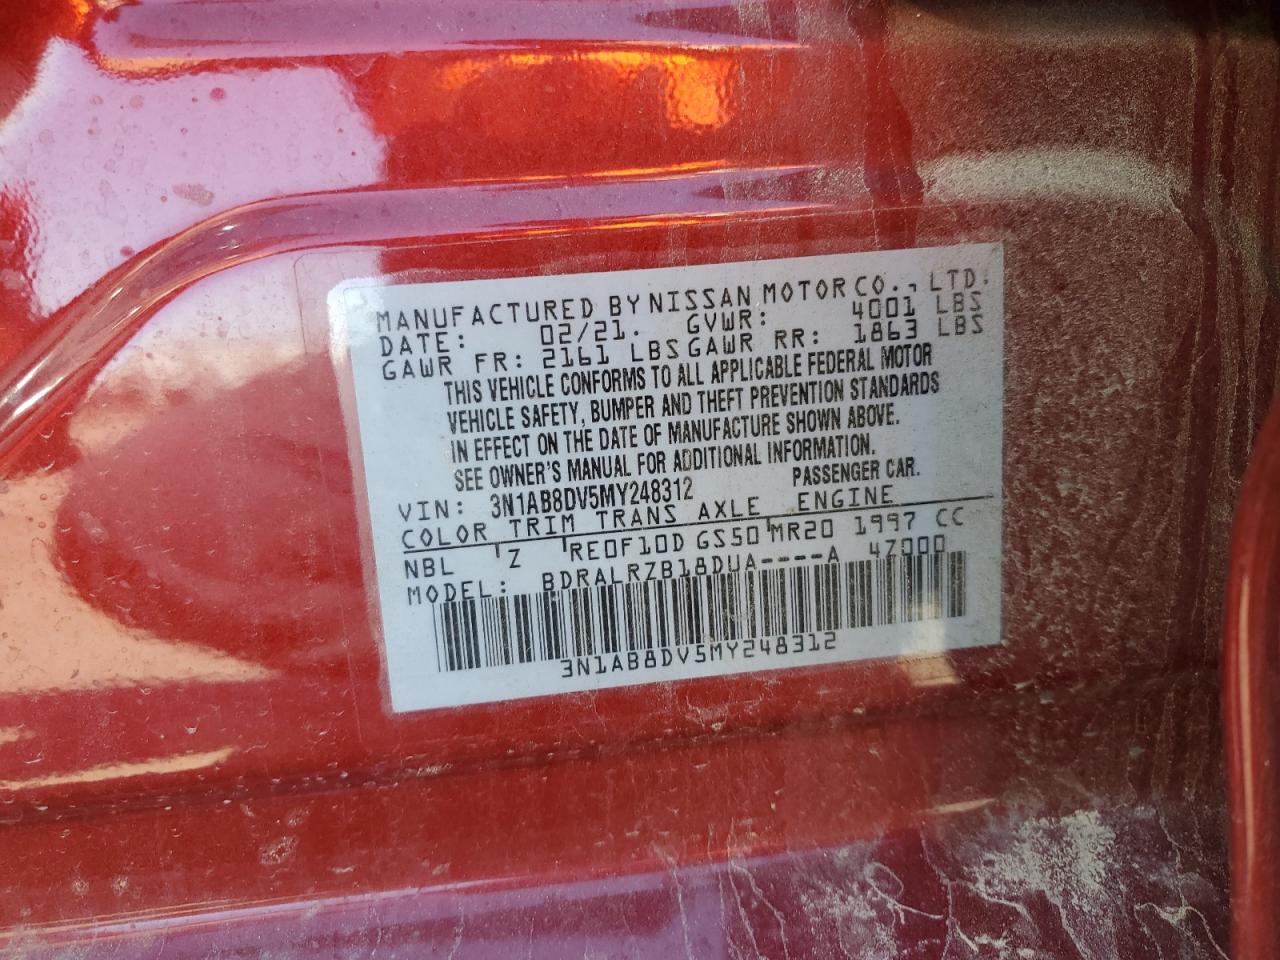 MANUFACTURED BY NISSAN MOTOR CO., LTD.
DATE: 02/21. GVWR: 4001 LBS
GAWR FR: 2161 LBS GAWR RR: 1863 LBS
THIS VEHICLE CONFORMS TO ALL APPLICABLE FEDERAL MOTOR
VEHICLE SAFETY, BUMPER AND THEFT PREVENTION STANDARDS
IN EFFECT ON THE DATE OF MANUFACTURE SHOWN ABOVE.
SEE OWNER'S MANUAL FOR ADDITIONAL INFORMATION.
VIN: 3N1AB8DV5MY248312 PASSENGER CAR.
COLOR TRIM TRANS AXLE ENGINE
NBL Z RE0F10D GS50 MR20 1997 CC
MODEL: BDRALRZB18DUA----A 4Z000
3N1AB8DV5MY248312